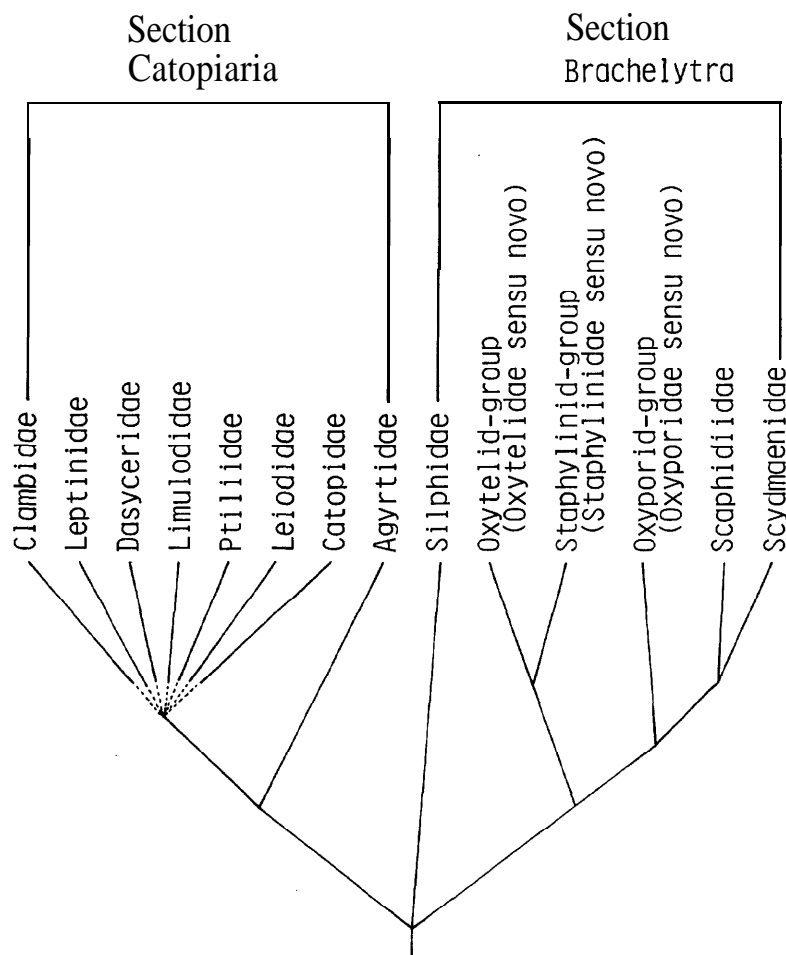 Section
Catopiaria
Section
Brachelytra
Clambidae
Leptinidae
Dasyceridae
Limulodidae
Ptiliidae
Leiodidae
Catopidae
Agyrtidae
Silphidae
Oxytelid-group
(Oxytelidae sensu novo)
Staphylinid-group
(Staphylinidae sensu novo)
Oxyporid-group
(Oxyporidae sensu novo)
Scaphidiidae
Scydmaenidae